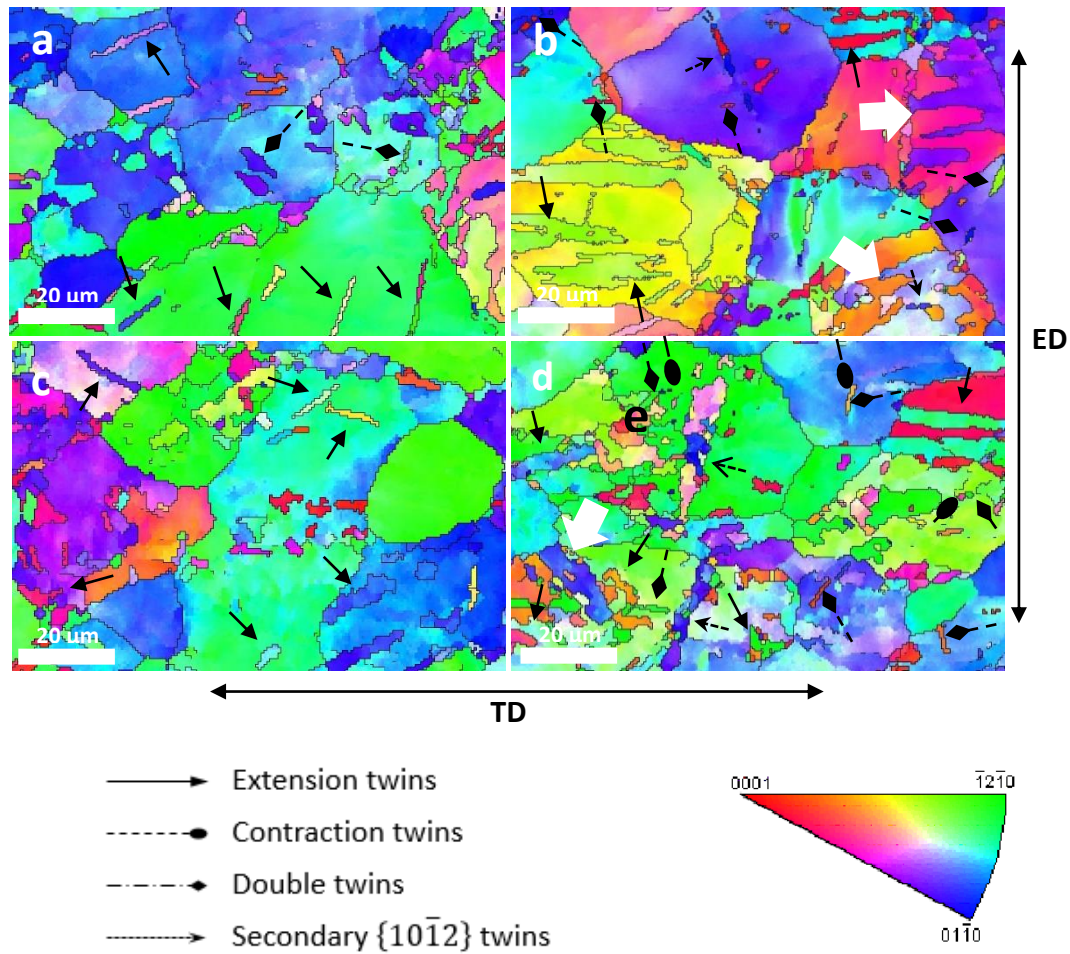 a
b
20 um
20 um
ED
c
d
e
20 um
20 um
TD
Extension twins
Contraction twins
Double twins
Secondary {101̅2} twins
0001
1̅21̅0
011̅0